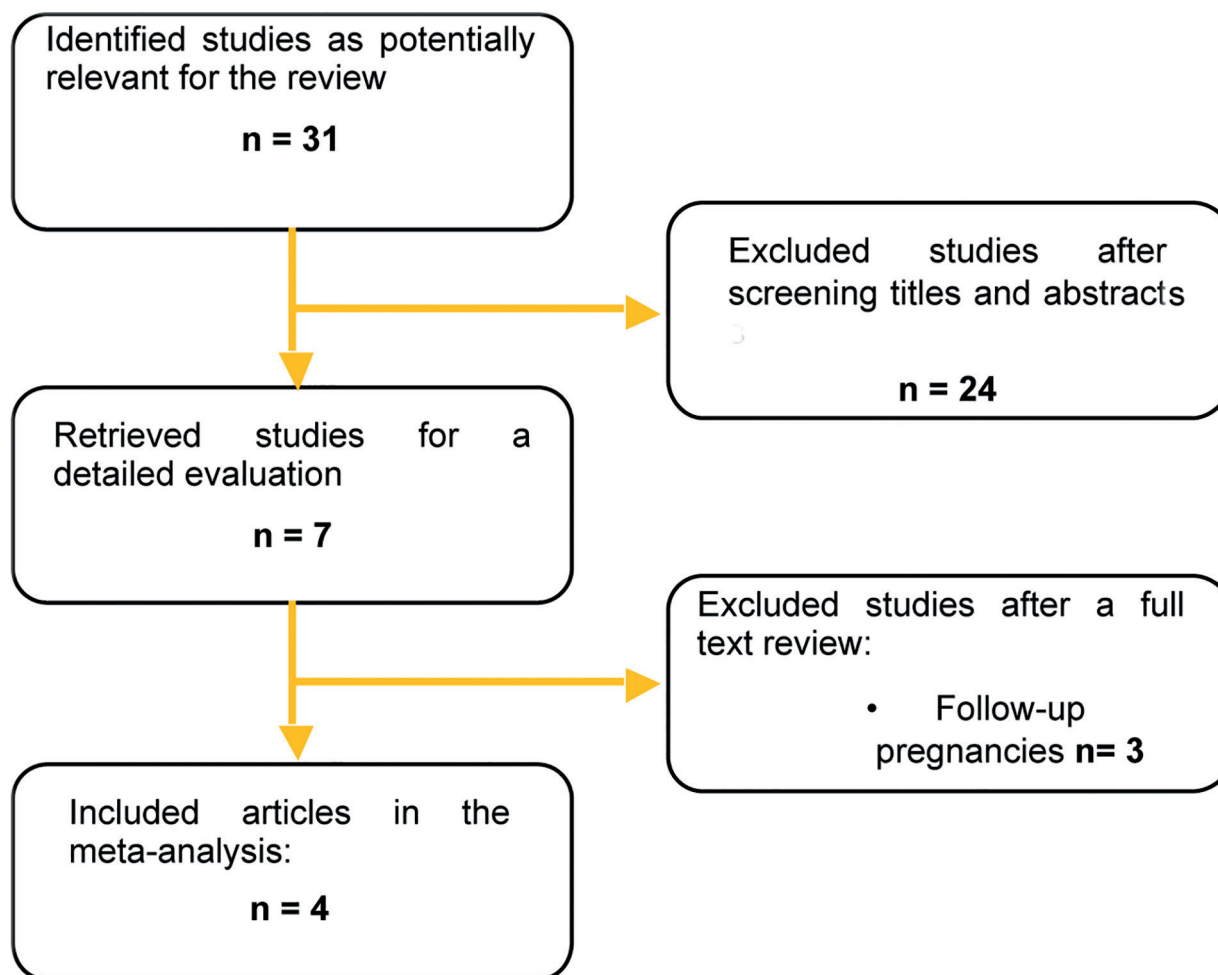 Identified studies as potentially
relevant for the review
n = 31
Excluded studies after
screening titles and abstracts
n = 24
Retrieved studies for a
detailed evaluation
n = 7
Excluded studies after a full
text review:
• Follow-up
pregnancies n= 3
Included articles in the
meta-analysis:
n = 4